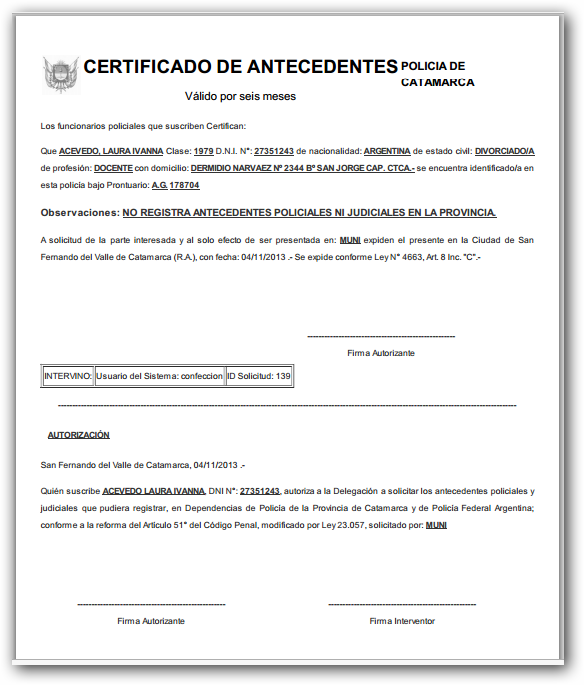 CERTIFICADO DE ANTECEDENTES POLICIA DE
CATAMARCA
Válido por seis meses
Los funcionarios policiales que suscriben Certifican:
Que ACEVEDO, LAURA IVANNA Clase: 1979 D.N.I. N°: 27351243 de nacionalidad: ARGENTINA de estado civil: DIVORCIADO/A
de profesión: DOCENTE con domicilio: DERMIDIO NARVAEZ Nº 2344 Bº SAN JORGE CAP. CTCA.- se encuentra identificado/a en
esta policía bajo Prontuario: A.G. 178704
Observaciones: NO REGISTRA ANTECEDENTES POLICIALES NI JUDICIALES EN LA PROVINCIA.
A solicitud de la parte interesada y al solo efecto de ser presentada en: MUNI expiden el presente en la Ciudad de San
Fernando del Valle de Catamarca (R.A.), con fecha: 04/11/2013 .- Se expide conforme Ley N° 4663, Art. 8 Inc. "C".-
Firma Autorizante
INTERVINO: Usuario del Sistema: confeccion ID Solicitud: 139
AUTORIZACIÓN
San Fernando del Valle de Catamarca, 04/11/2013 .-
Quién suscribe ACEVEDO LAURA IVANNA, DNI N°: 27351243, autoriza a la Delegación a solicitar los antecedentes policiales y
judiciales que pudiera registrar, en Dependencias de Policía de la Provincia de Catamarca y de Policía Federal Argentina;
conforme a la reforma del Artículo 51° del Código Penal, modificado por Ley 23.057, solicitado por: MUNI
Firma Autorizante Firma Interventor